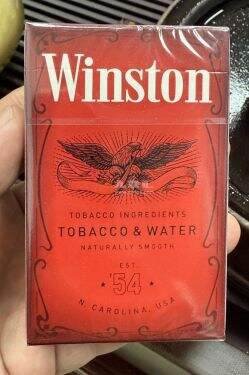 Winston
TOBACCO INGREDIENTS
TOBACCO & WATER
NATURALLY SMOOTH
EST.
'54
N. CAROLINA, USA